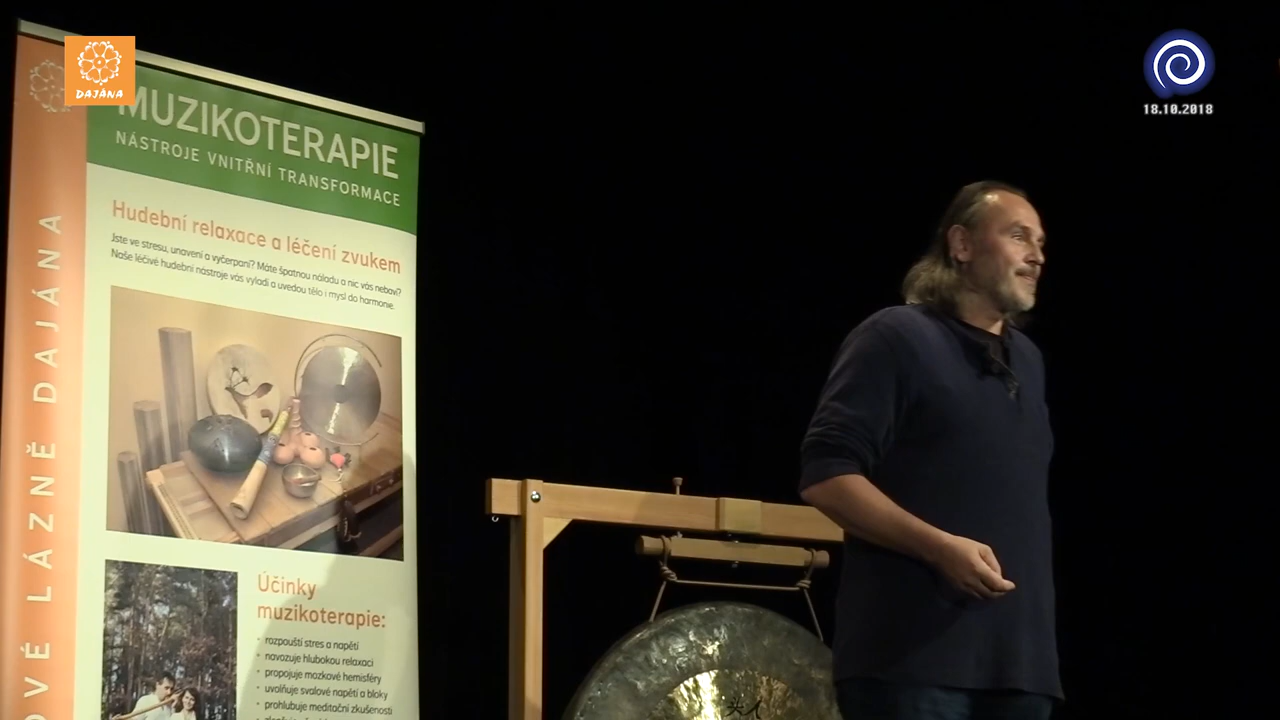 DAJÁNA
18.10.2018
MUZIKOTERAPIE
NÁSTROJE VNITŘNÍ TRANSFORMACE
Hudební relaxace a léčení zvukem
Jste ve stresu, unavení a vyčerpaní? Máte špatnou náladu a nic vás nebaví?
Naše léčivé hudební nástroje vás vyladí a uvedou tělo i mysl do harmonie.
OVÉ LÁZNĚ DAJÁNA
Účinky
muzikoterapie:
• rozpouští stres a napětí
• navozuje hlubokou relaxaci
• propojuje mozkové hemisféry
• uvolňuje svalové napětí a bloky
• prohlubuje meditační zkušenosti